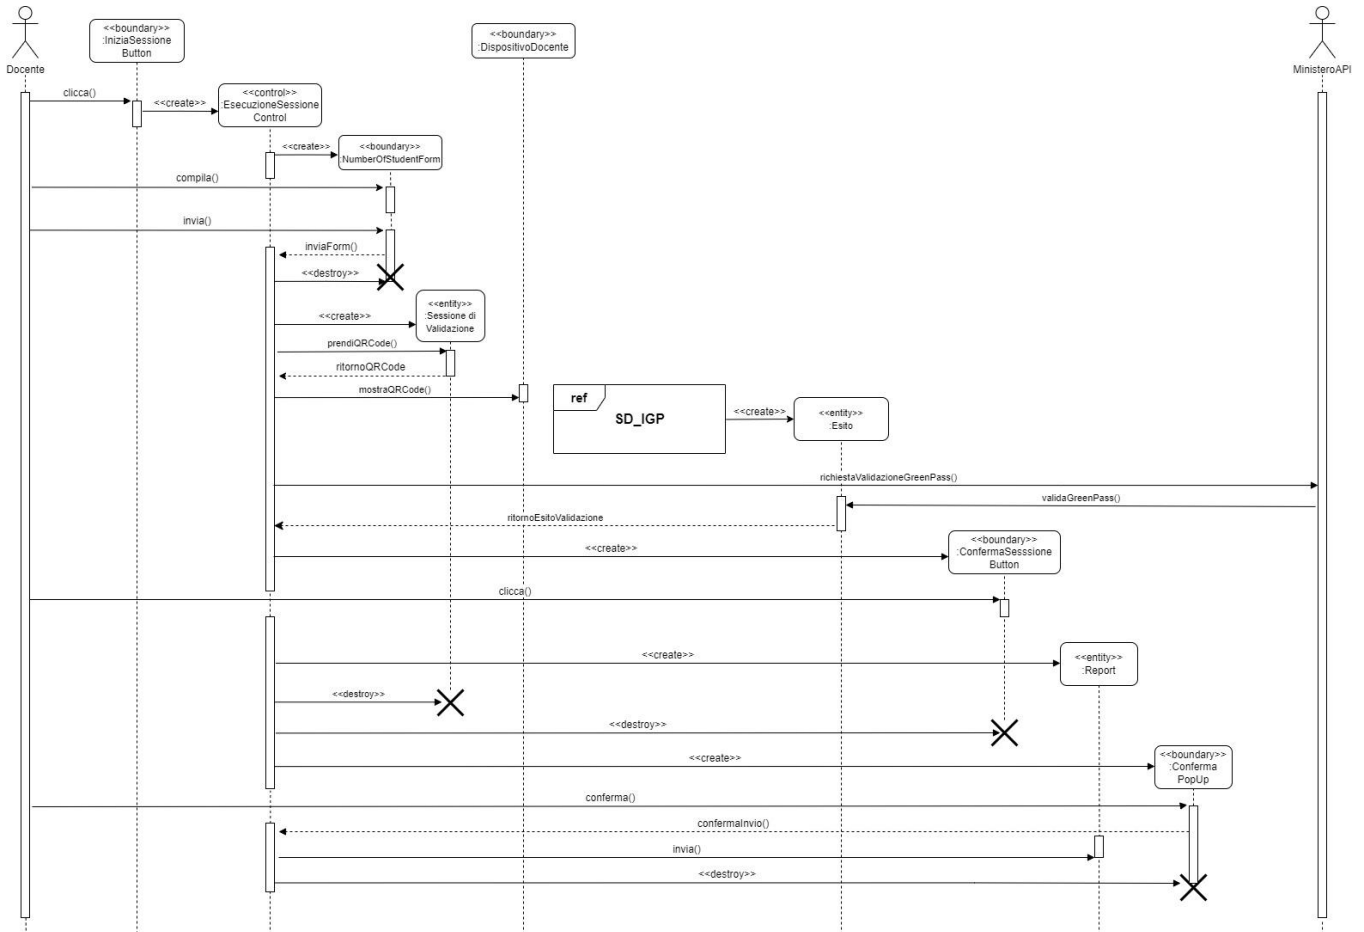 <<boundary>>
:IniziaSessione
Button
<<boundary>>
:DispositivoDocente
Docente
MinisteroAPI
clicca()
<<create>>
<<control>>
:EsecuzioneSessione
Control
<<create>>
<<boundary>>
:NumberOfStudentForm
compila()
invia()
inviaForm()
<<destroy>>
<<entity>>
:Sessione di
Validazione
<<create>>
prendiQRCode()
ritornoQRCode
mostraQRCode()
ref
SD_IGP
<<create>>
<<entity>>
:Esito
richiestaValidazioneGreenPass()
validaGreenPass()
ritornoEsitoValidazione
<<create>>
<<boundary>>
:ConfermaSesssione
Button
clicca()
<<create>>
<<entity>>
:Report
<<destroy>>
<<destroy>>
<<create>>
<<boundary>>
:Conferma
PopUp
conferma()
confermaInvio()
invia()
<<destroy>>